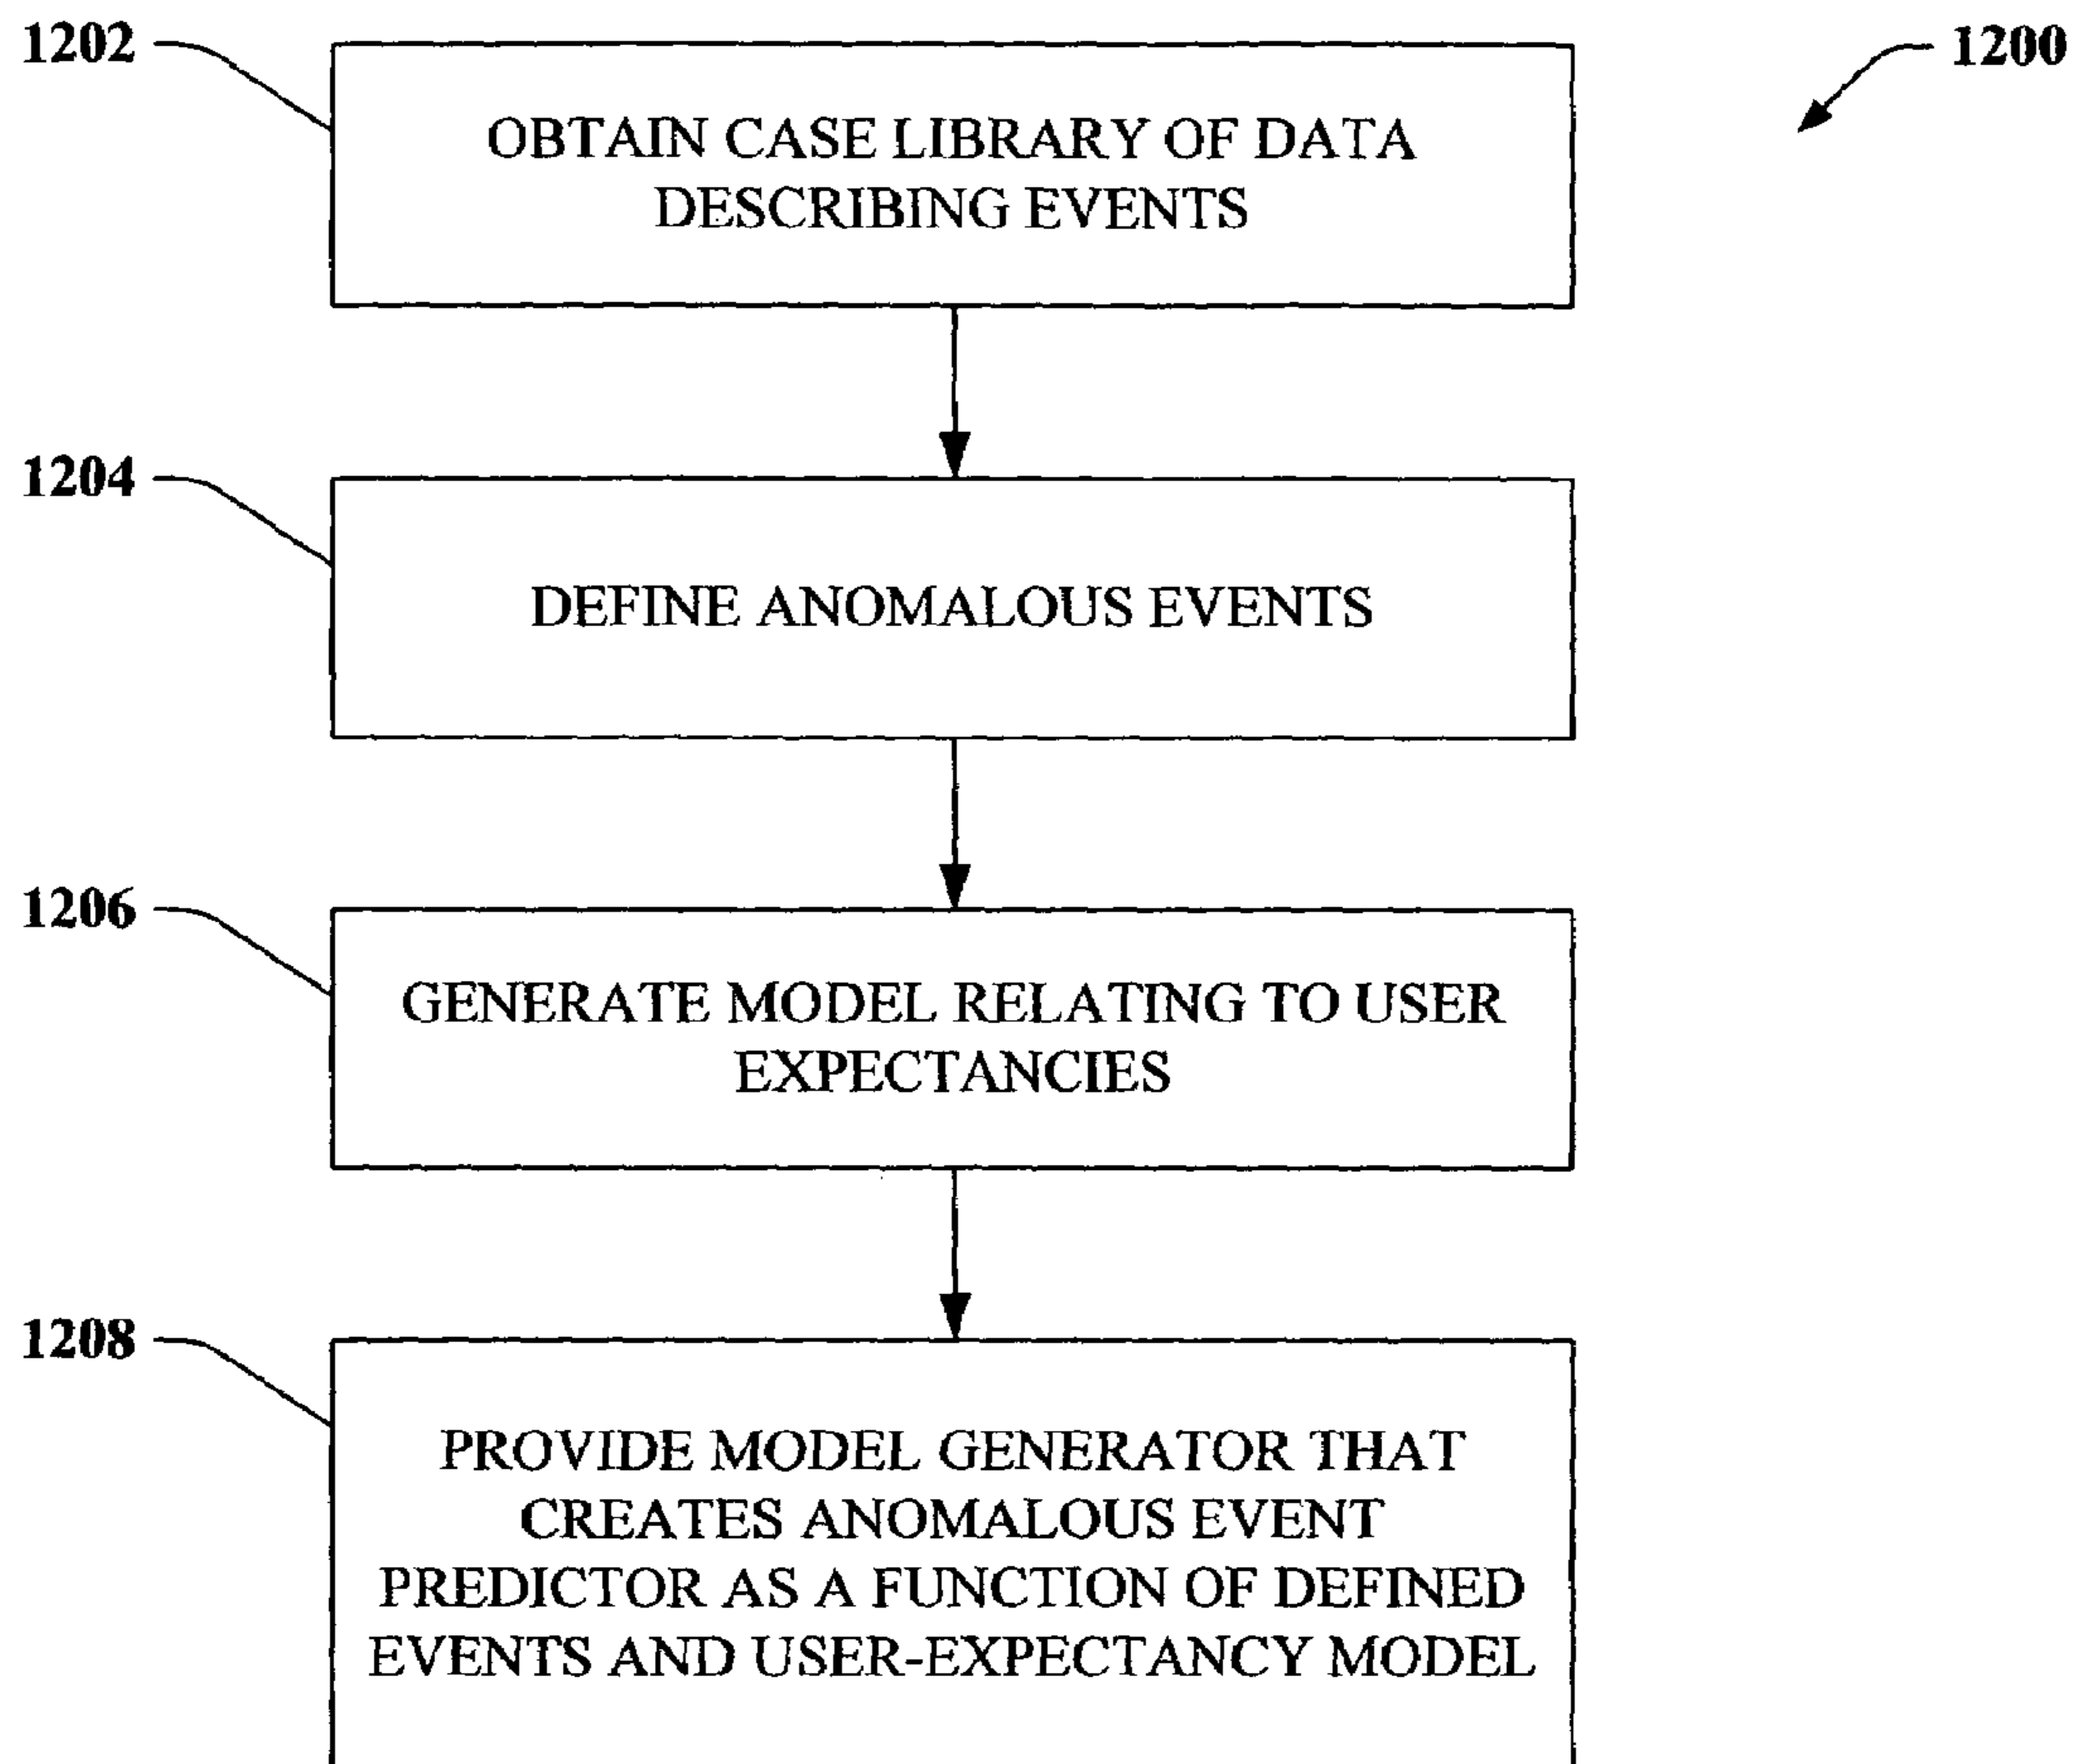 1202
1200
OBTAIN CASE LIBRARY OF DATA
DESCRIBING EVENTS
1204
DEFINE ANOMALOUS EVENTS
1206
GENERATE MODEL RELATING TO USER
EXPECTANCIES
1208
PROVIDE MODEL GENERATOR THAT
CREATES ANOMALOUS EVENT
PREDICTOR AS A FUNCTION OF DEFINED
EVENTS AND USER-EXPECTANCY MODEL